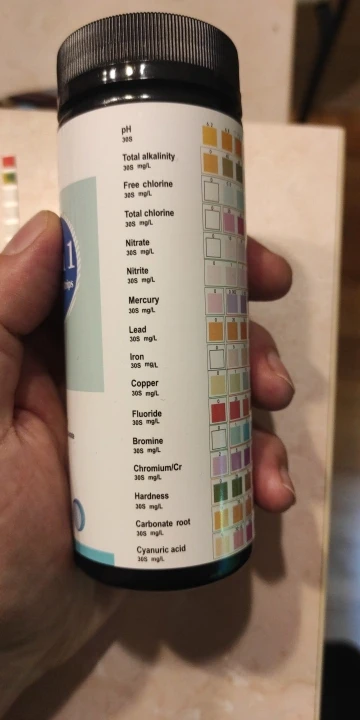 pH
30S
Total alkalinity
30S mg/L
Free chlorine
30S mg/L
Total chlorine
30S mg/L
Nitrate
30S mg/L
Nitrite
30S mg/L
Mercury
30S mg/L
Lead
30S mg/L
Iron
30S mg/L
Copper
30S mg/L
Fluoride
30S mg/L
Bromine
30S mg/L
Chromium/Cr
30S mg/L
Hardness
30S mg/L
Carbonate root
30S mg/L
Cyanuric acid
30S mg/L